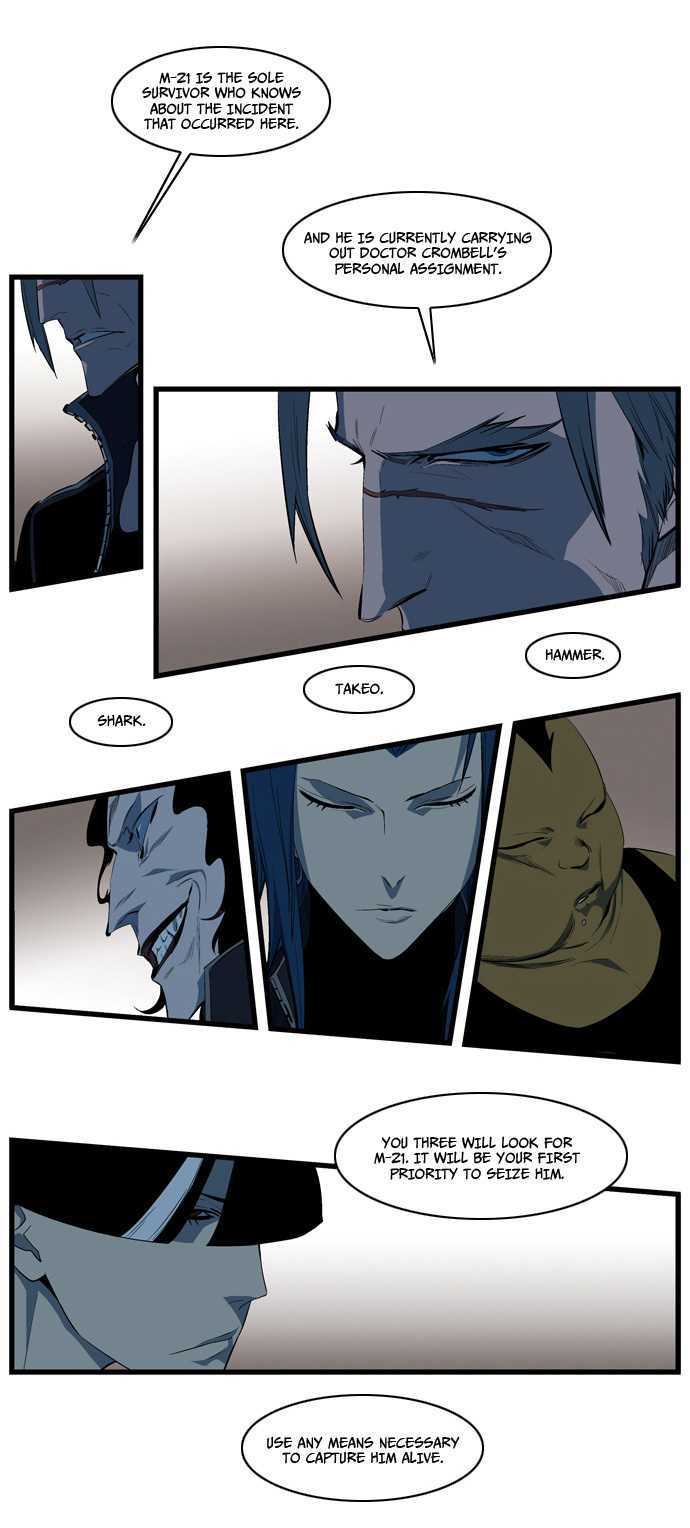 M-21 IS THE SOLE
SURVIVOR WHO KNOWS
ABOUT THE INCIDENT
THAT OCCURRED HERE.
AND HE IS CURRENTLY CARRYING
OUT DOCTOR CROMBELL'S
PERSONAL ASSIGNMENT.
SHARK.
TAKEO.
HAMMER.
YOU THREE WILL LOOK FOR
M-21. IT WILL BE YOUR FIRST
PRIORITY TO SEIZE HIM.
USE ANY MEANS NECESSARY
TO CAPTURE HIM ALIVE.